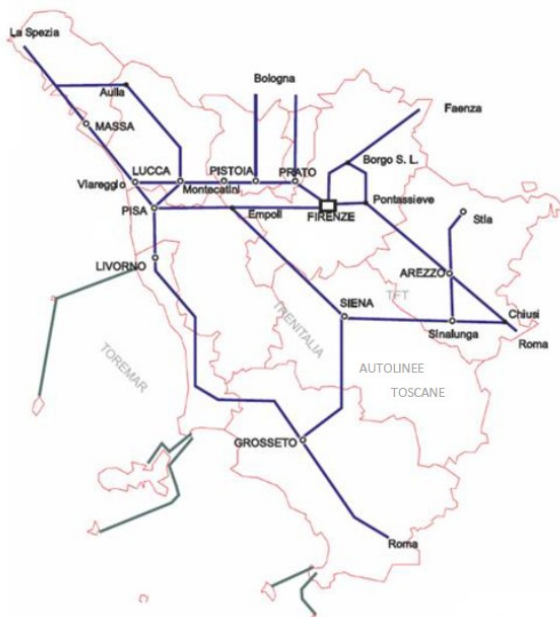 La Spezia
Bologna
Aulla
Faenza
MASSA
Borgo S. L.
LUCCA
PISTOIA
PRATO
Viareggio
Montecatini
Pontassieve
PISA
Empoli
FIRENZE
Stia
LIVORNO
AREZZO
TFT
SIENA
Chiusi
TRENITALIA
Sinalunga
Roma
TOREMAR
AUTOLINEE
TOSCANE
GROSSETO
Roma